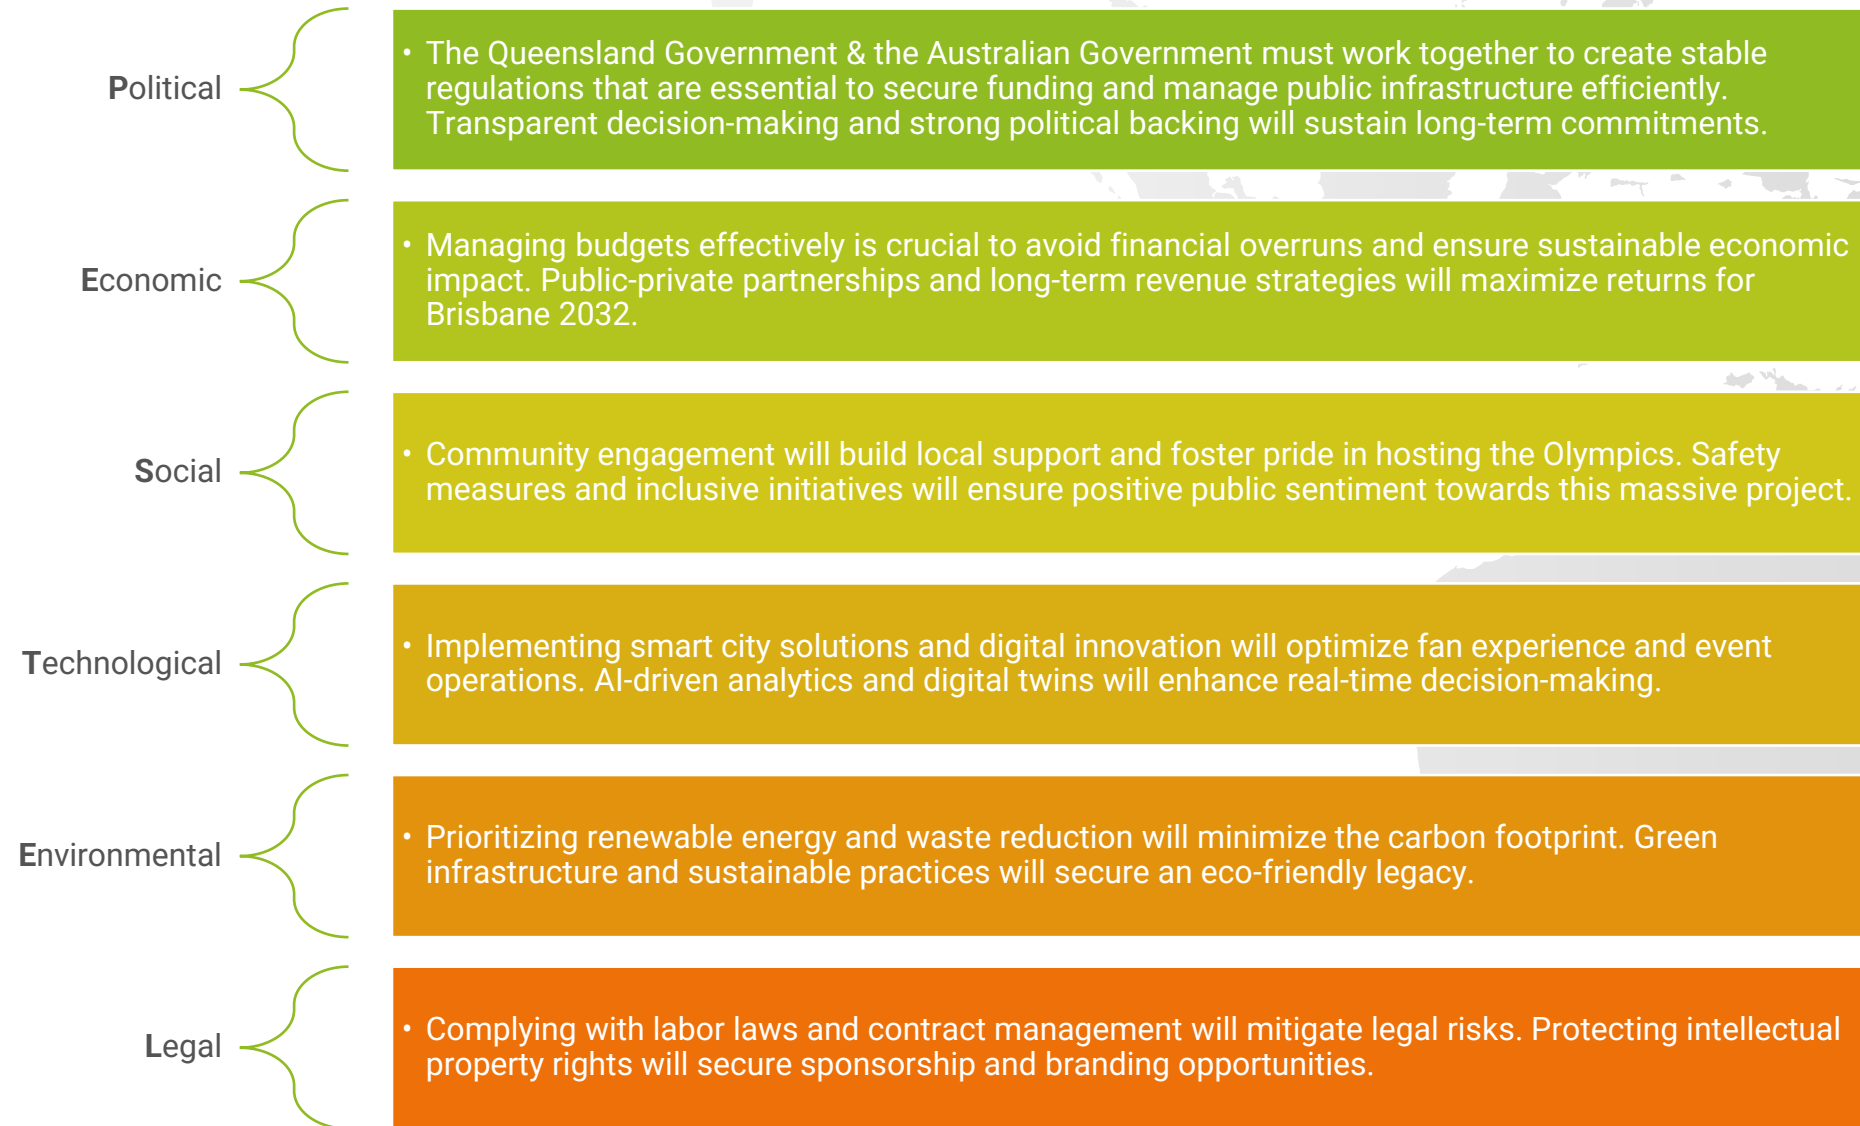 Political
• The Queensland Government & the Australian Government must work together to create stable
regulations that are essential to secure funding and manage public infrastructure efficiently.
Transparent decision-making and strong political backing will sustain long-term commitments.
Economic
• Managing budgets effectively is crucial to avoid financial overruns and ensure sustainable economic
impact. Public-private partnerships and long-term revenue strategies will maximize returns for
Brisbane 2032.
Social
• Community engagement will build local support and foster pride in hosting the Olympics. Safety
measures and inclusive initiatives will ensure positive public sentiment towards this massive project.
Technological
• Implementing smart city solutions and digital innovation will optimize fan experience and event
operations. AI-driven analytics and digital twins will enhance real-time decision-making.
Environmental
• Prioritizing renewable energy and waste reduction will minimize the carbon footprint. Green
infrastructure and sustainable practices will secure an eco-friendly legacy.
Legal
• Complying with labor laws and contract management will mitigate legal risks. Protecting intellectual
property rights will secure sponsorship and branding opportunities.